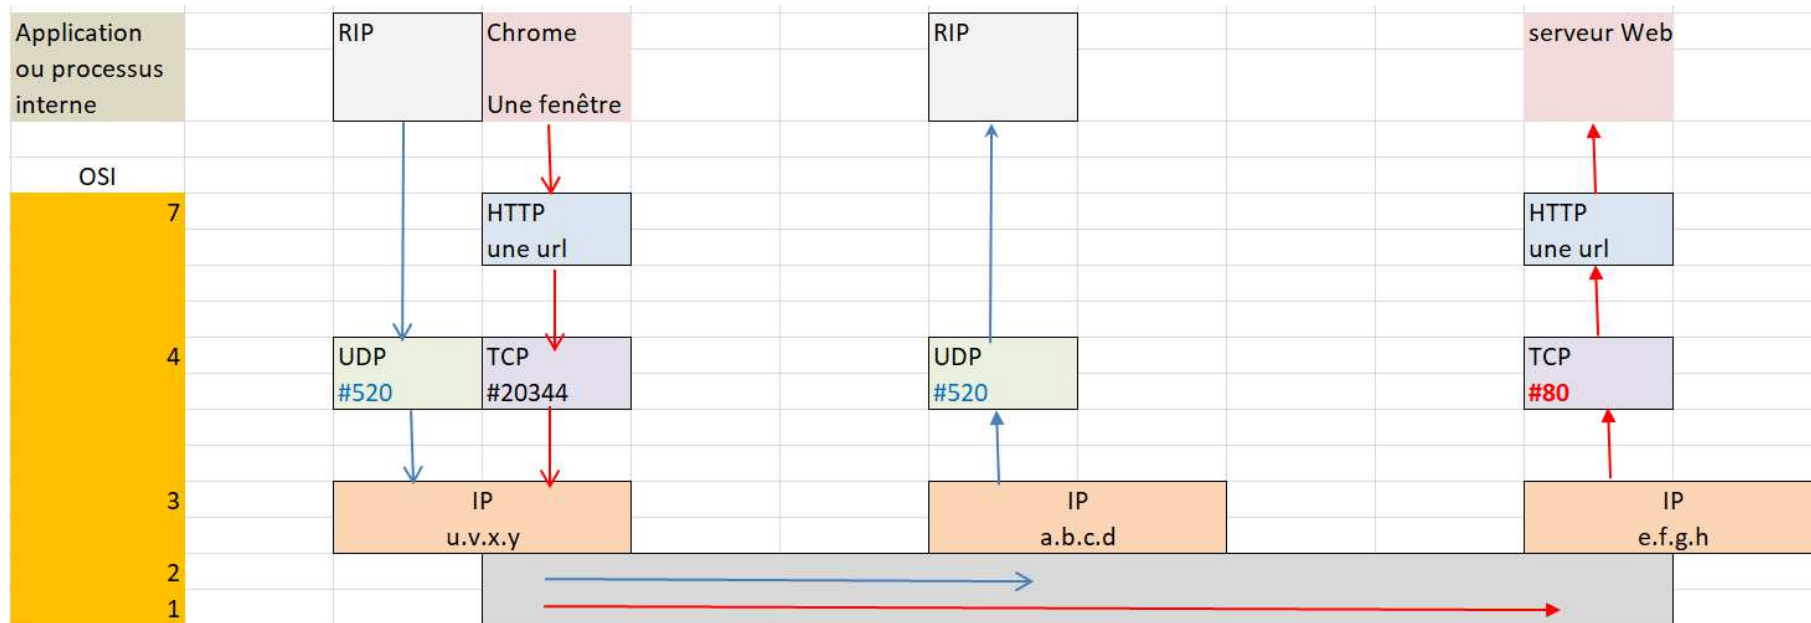 Application
ou processus
interne
RIP
Chrome
Une fenêtre
RIP
serveur Web
OSI
7
HTTP
une url
HTTP
une url
4
UDP
#520
TCP
#20344
UDP
#520
TCP
#80
3
IP
u.v.x.y
IP
a.b.c.d
IP
e.f.g.h
2
1